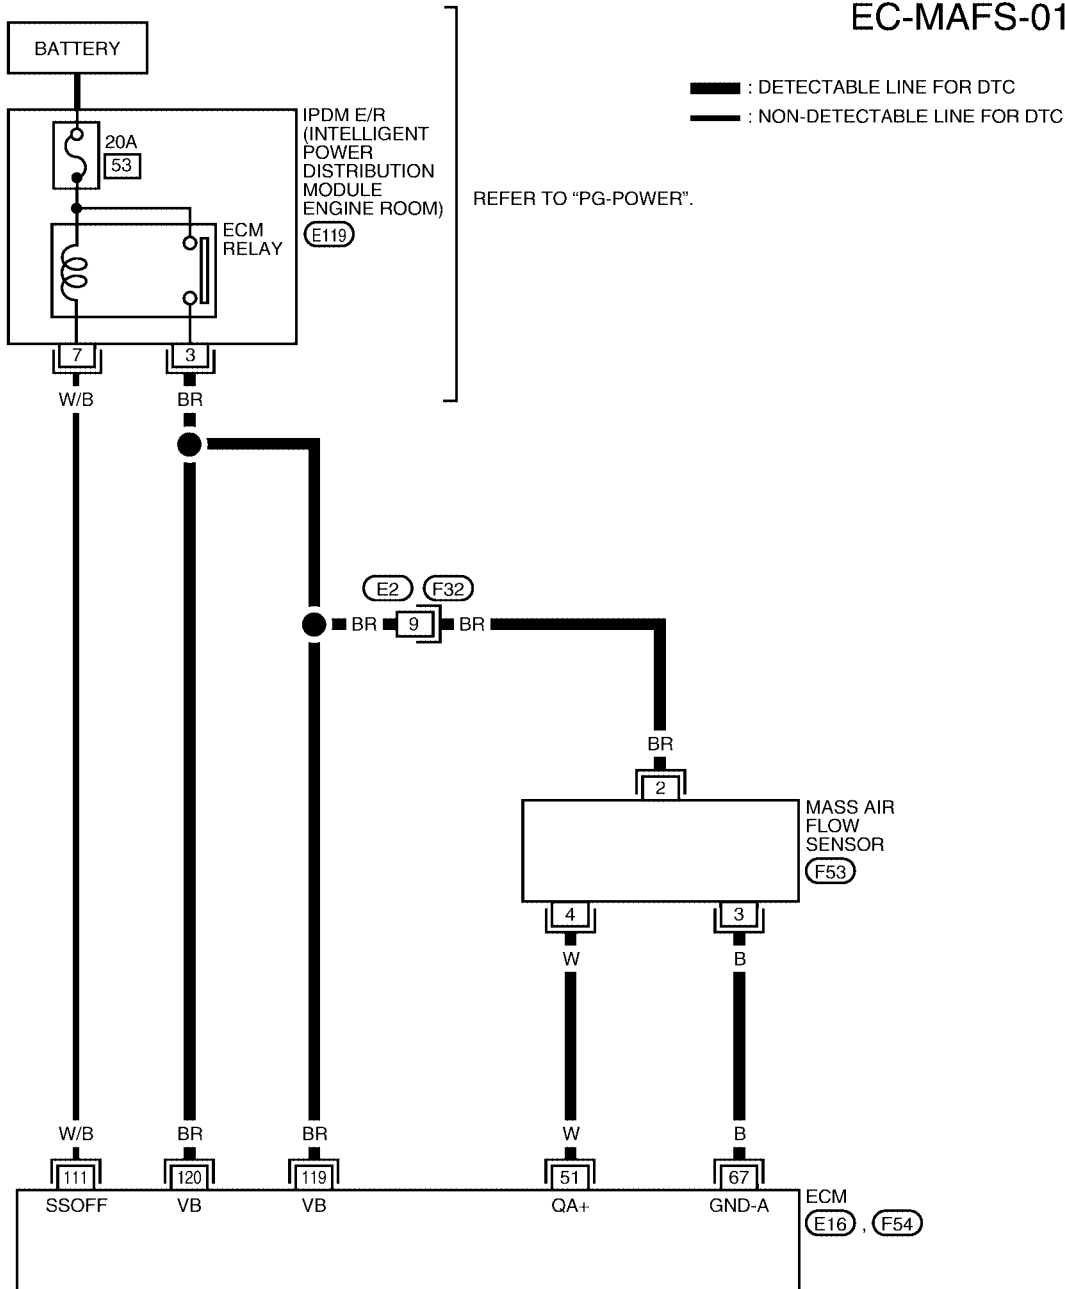 EC-MAFS-01
BATTERY
: DETECTABLE LINE FOR DTC
: NON-DETECTABLE LINE FOR DTC
20A
53
IPDM E/R
(INTELLIGENT
POWER
DISTRIBUTION
MODULE
ENGINE ROOM)
E119
REFER TO “PG-POWER”.
ECM
RELAY
7
3
W/B
BR
E2
F32
BR
9
BR
BR
2
MASS AIR
FLOW
SENSOR
F53
4
3
W
B
W/B
BR
BR
W
B
111
120
119
51
67
SSOFF
VB
VB
QA+
GND-A
ECM
E16 , F54